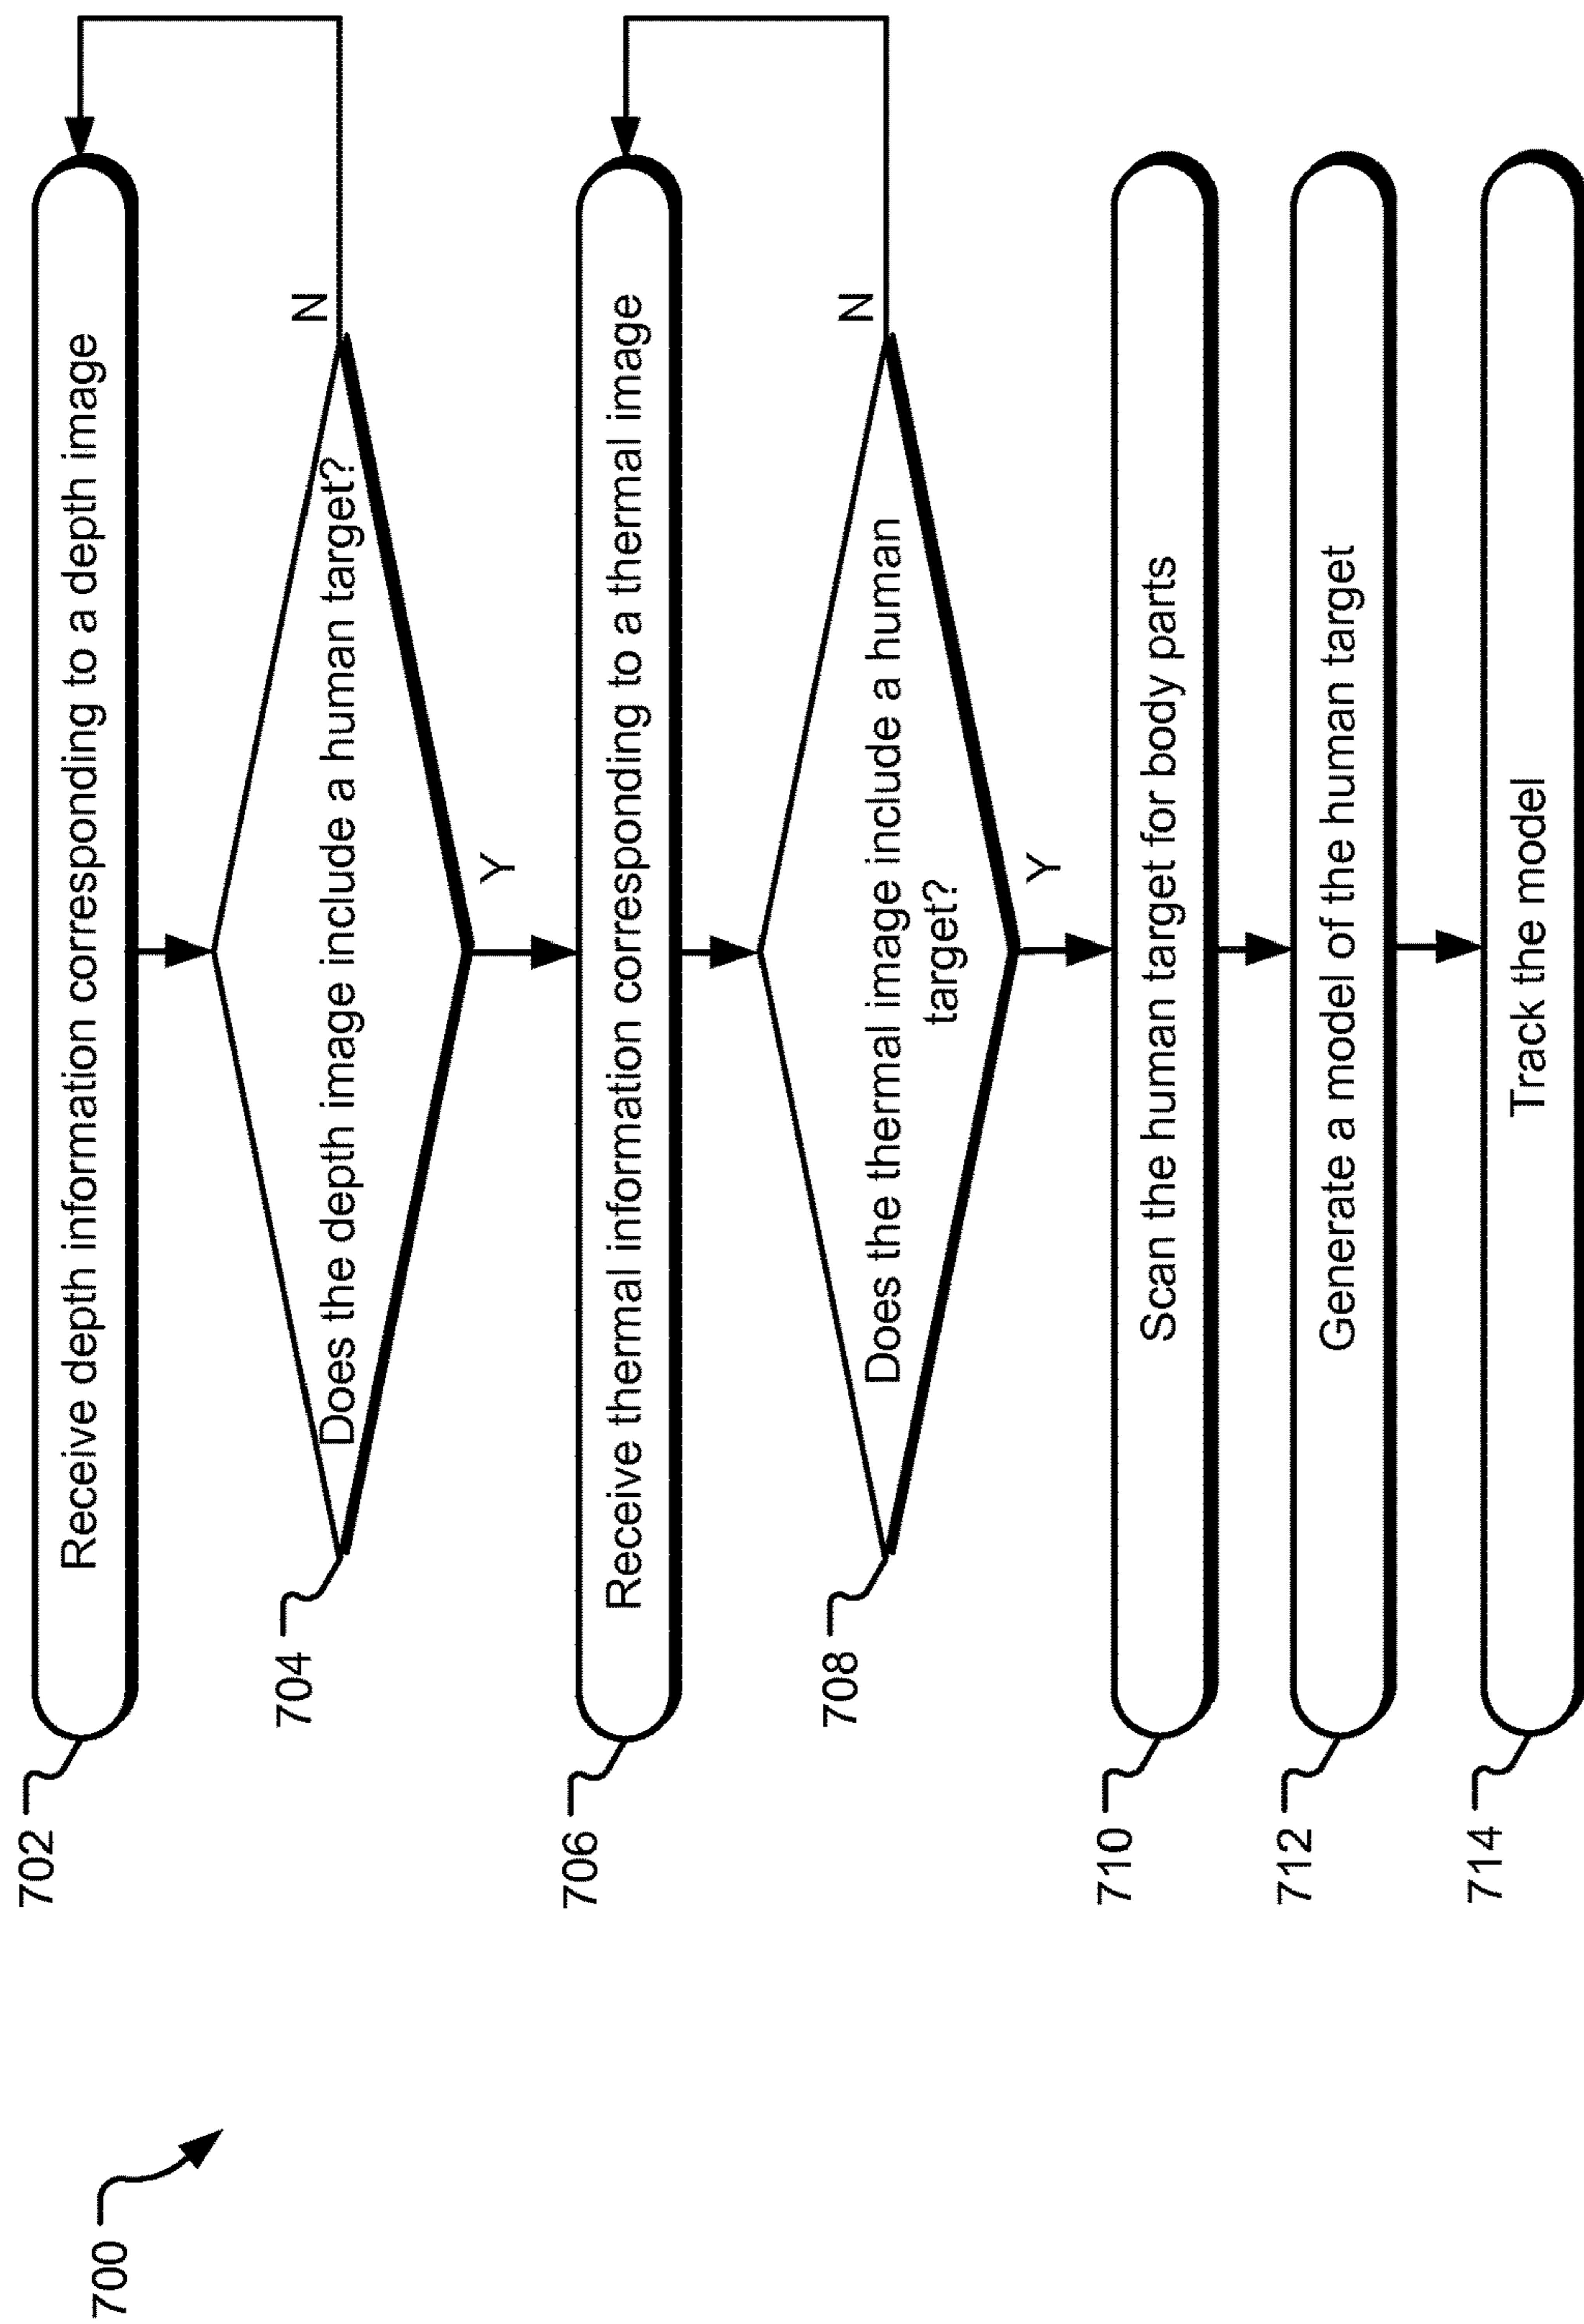 700
702
Receive depth information corresponding to a depth image
704
Does the depth image include a human target?
N
Y
706
Receive thermal information corresponding to a thermal image
708
Does the thermal image include a human
target?
N
Y
710
Scan the human target for body parts
712
Generate a model of the human target
714
Track the model